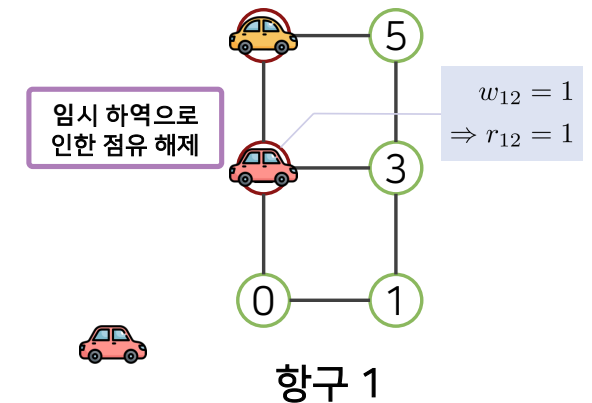 5
임시 하역으로
인한 점유 해제
w₁₂ = 1
⇒ r₁₂ = 1
3
0
1
항구 1